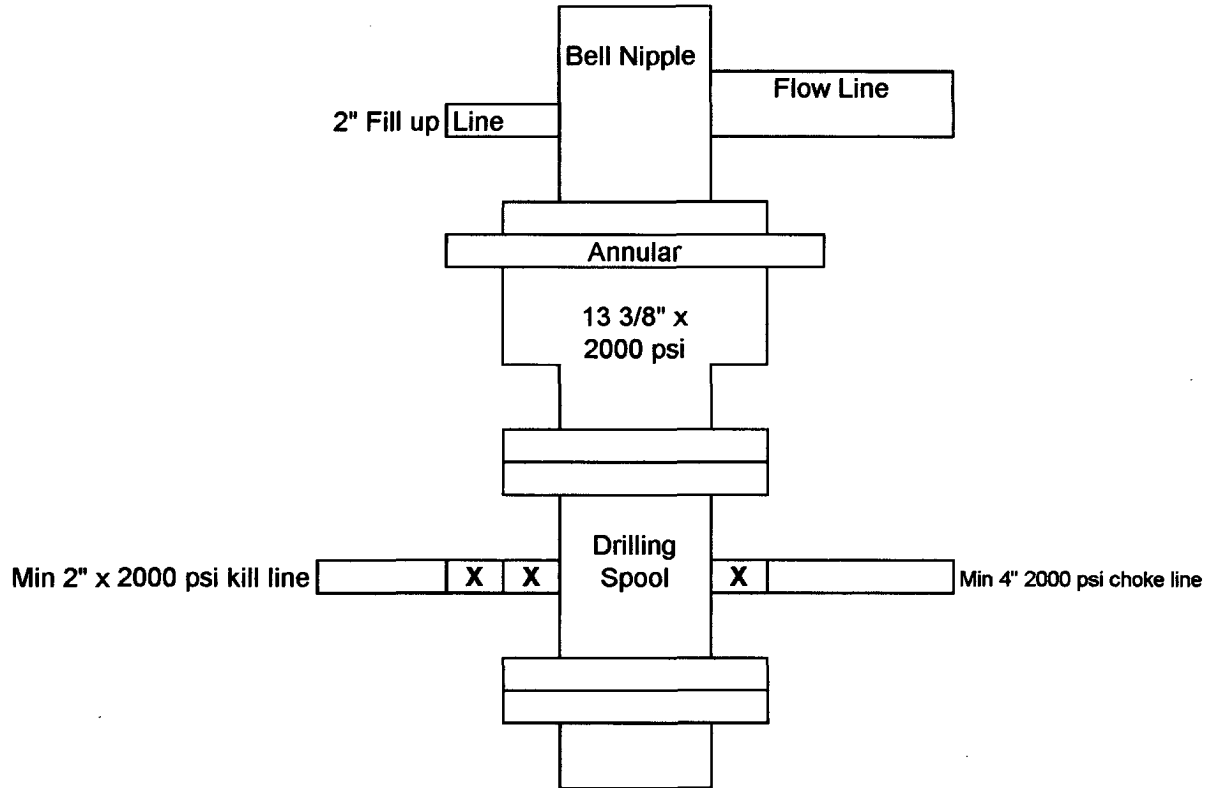 Bell Nipple
Flow Line
2" Fill up Line
Annular
13 3/8" x
2000 psi
Drilling
Spool
Min 2" x 2000 psi kill line
X X
X
Min 4" 2000 psi choke line